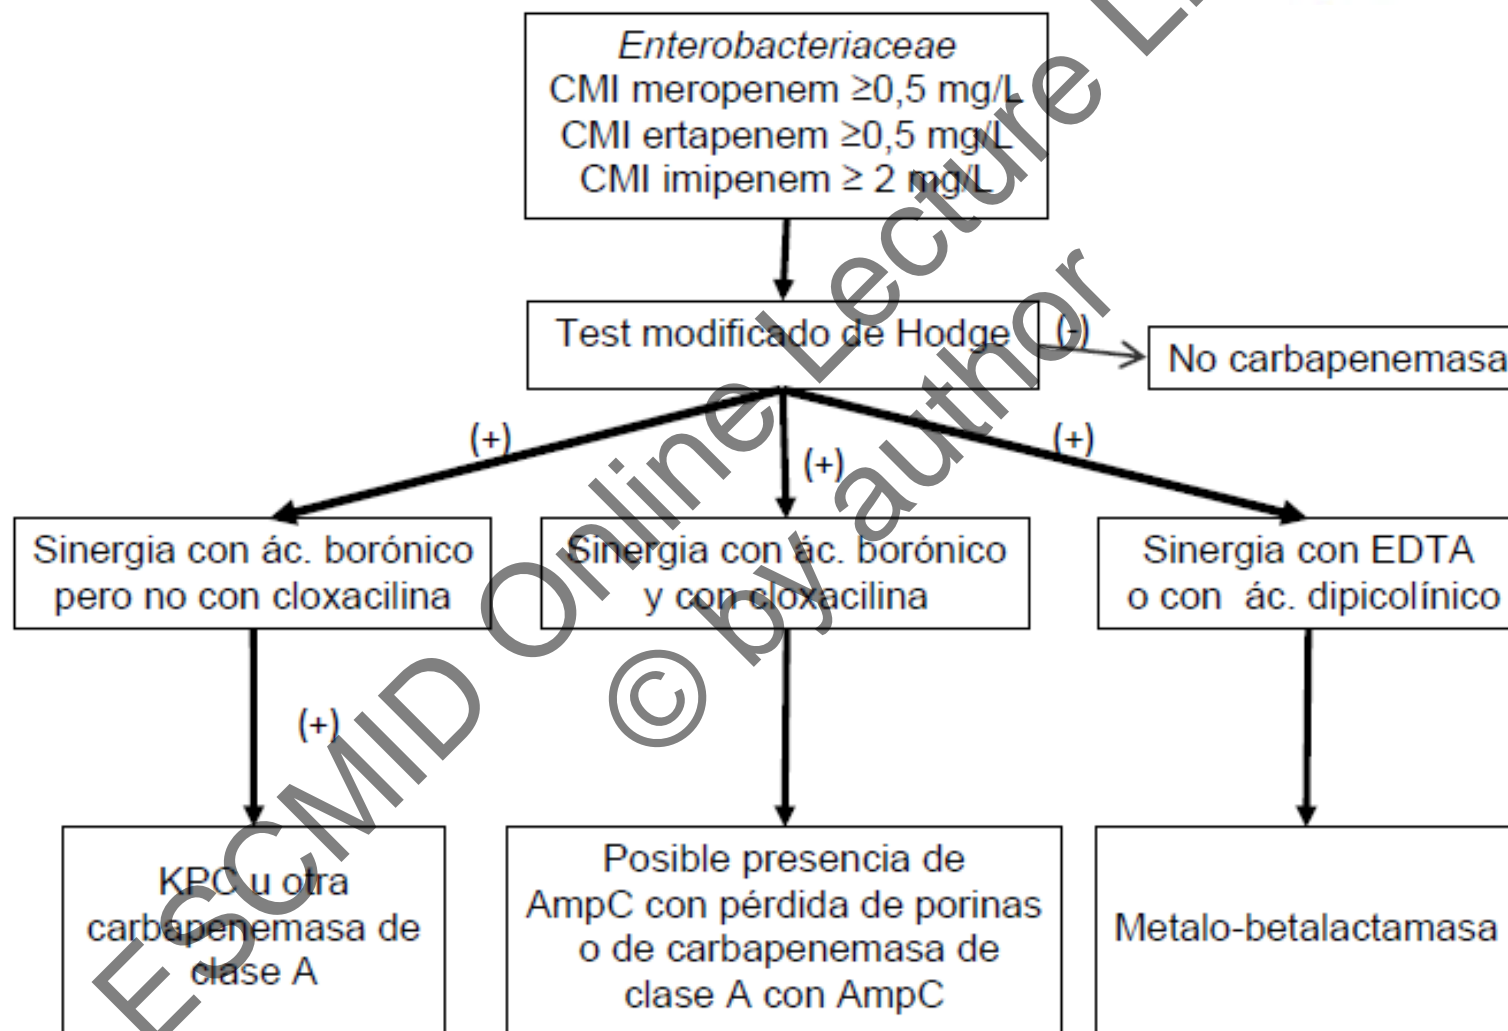 Enterobacteriaceae
CMI meropenem ≥0,5 mg/L
CMI ertapenem ≥0,5 mg/L
CMI imipenem ≥ 2 mg/L
Test modificado de Hodge
(-)
No carbapenemasa
(+)
(+)
(+)
Sinergia con ác. borónico
pero no con cloxacilina
Sinergia con ác. borónico
y con cloxacilina
Sinergia con EDTA
o con ác. dipicolínico
(+)
KPC u otra
carbapenemasa de
clase A
Posible presencia de
AmpC con pérdida de porinas
o de carbapenemasa de
clase A con AmpC
Metalo-betalactamasa
ESCMID Online Lecture
© by author